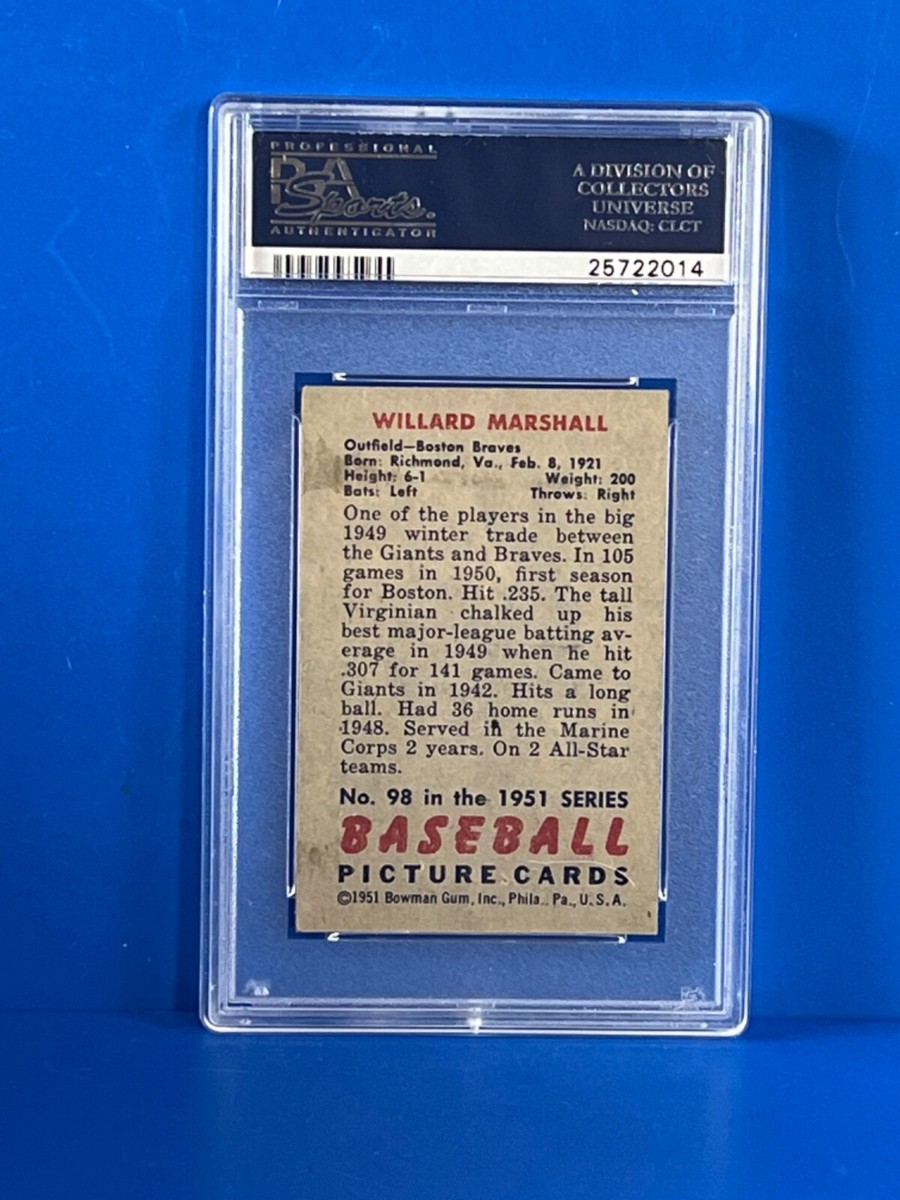 PROFESSIONAL
PSA
Sports.
AUTHENTICATOR
A DIVISION OF
COLLECTORS
UNIVERSE
NASDAQ: CLCT
25722014
WILLARD MARSHALL
Outfield—Boston Braves
Born: Richmond, Va., Feb. 8, 1921
Height: 6-1 Weight: 200
Bats: Left Throws: Right
One of the players in the big
1949 winter trade between
the Giants and Braves. In 105
games in 1950, first season
for Boston. Hit .235. The tall
Virginian chalked up his
best major-league batting av-
erage in 1949 when he hit
.307 for 141 games. Came to
Giants in 1942. Hits a long
ball. Had 36 home runs in
1948. Served in the Marine
Corps 2 years. On 2 All-Star
teams.
No. 98 in the 1951 SERIES
BASEBALL
PICTURE CARDS
©1951 Bowman Gum, Inc., Phila., Pa., U.S.A.